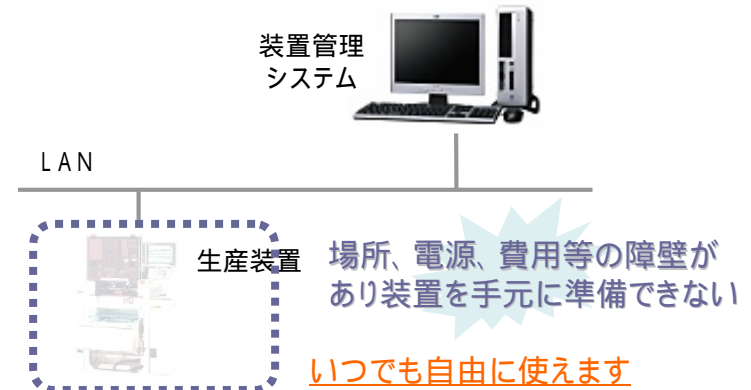 装置管理
システム
LAN
生産装置
場所、電源、費用等の障壁が
あり装置を手元に準備できない
いつでも自由に使えます